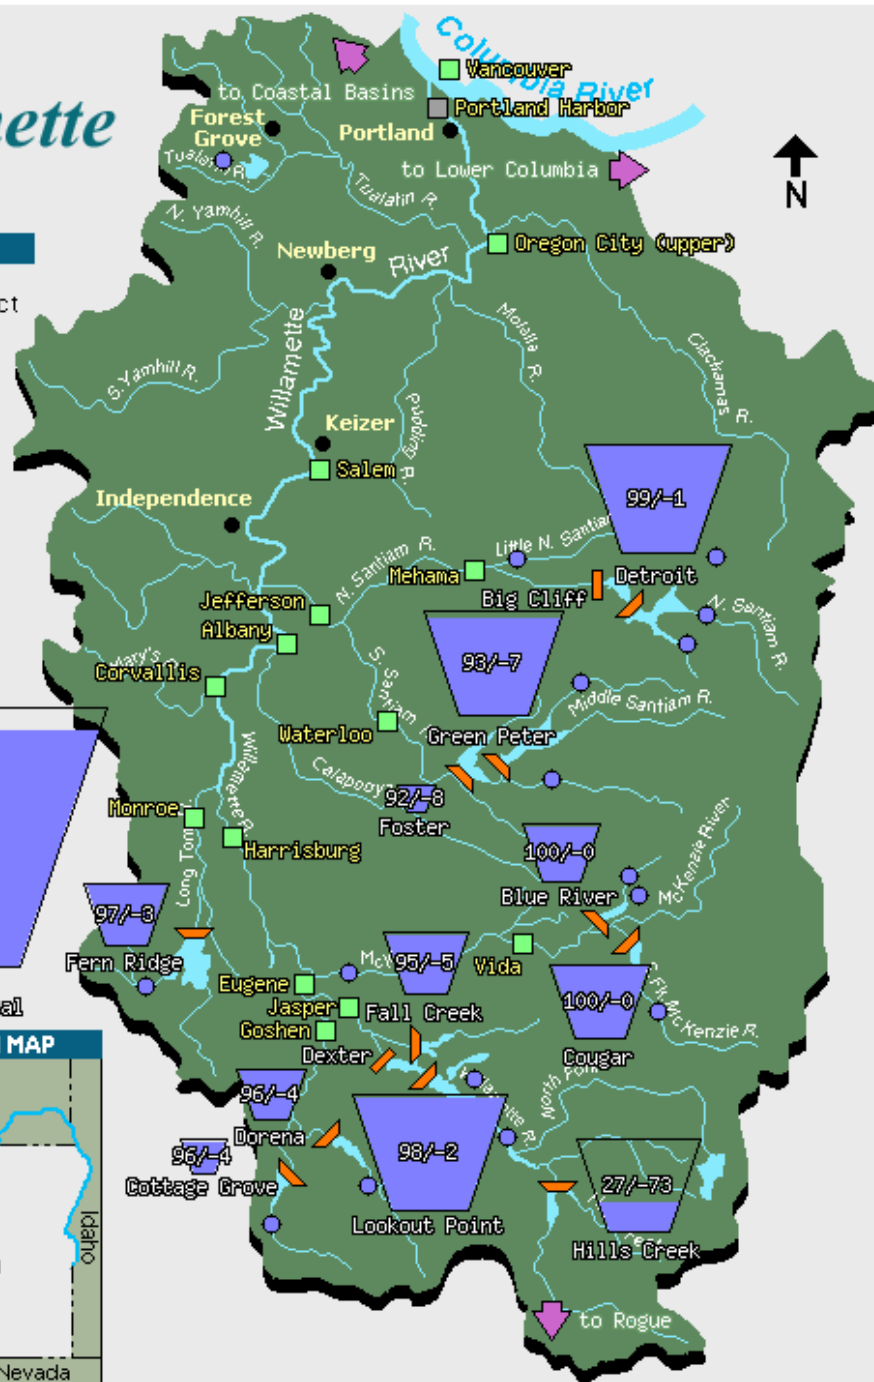 Columbia River
Vancouver
to Coastal Basins
Portland Harbor
Forest
Grove
Portland
Tualatin R.
to Lower Columbia
N
Tualatin R.
N. Yamhill R.
Oregon City (upper)
Newberg
River
Willamette
Molalla R.
Clackamas R.
S. Yamhill R.
Keizer
Pudding R.
Salem
Independence
99/-1
Little N. Santiam
N. Santiam R.
Mehama
Detroit
Big Cliff
Jefferson
N. Santiam R.
Albany
Mary's
Corvallis
93/-7
S. Santiam
Middle Santiam R.
Waterloo
Green Peter
Willamette R.
Calapooya
92/-8
Foster
Monroe
Harrisburg
Long Tom
100/-0
Blue River
McKenzie River
97/-3
Fern Ridge
95/-5
Vida
Eugene
Jasper
Fall Creek
Goshen
100/-0
S. Fk. McKenzie R.
Cougar
Dexter
MAP
96/-4
Dorena
North Fork
Willamette R.
96/-4
Cottage Grove
98/-2
Lookout Point
27/-73
Hills Creek
Idaho
to Rogue
Nevada